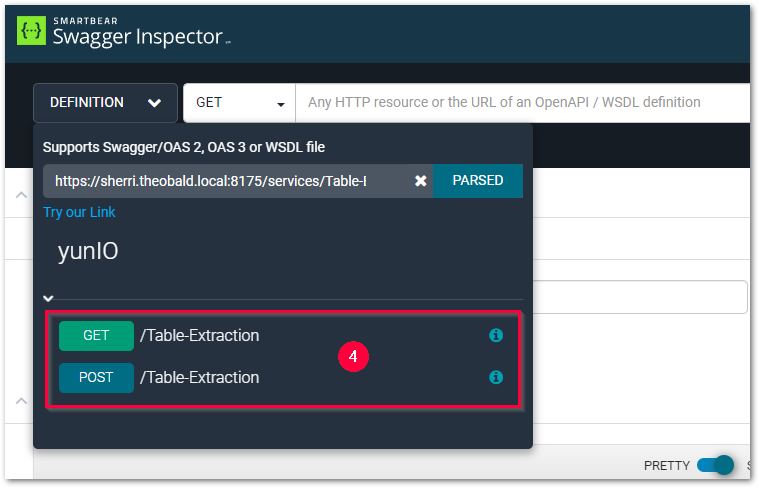 SMARTBEAR
Swagger Inspector
DEFINITION
GET
Any HTTP resource or the URL of an OpenAPI / WSDL definition
Supports Swagger/OAS 2, OAS 3 or WSDL file
https://sherri.theobald.local:8175/services/Table-
PARSED
Try our Link
yunIO
GET /Table-Extraction
4
POST /Table-Extraction
PRETTY